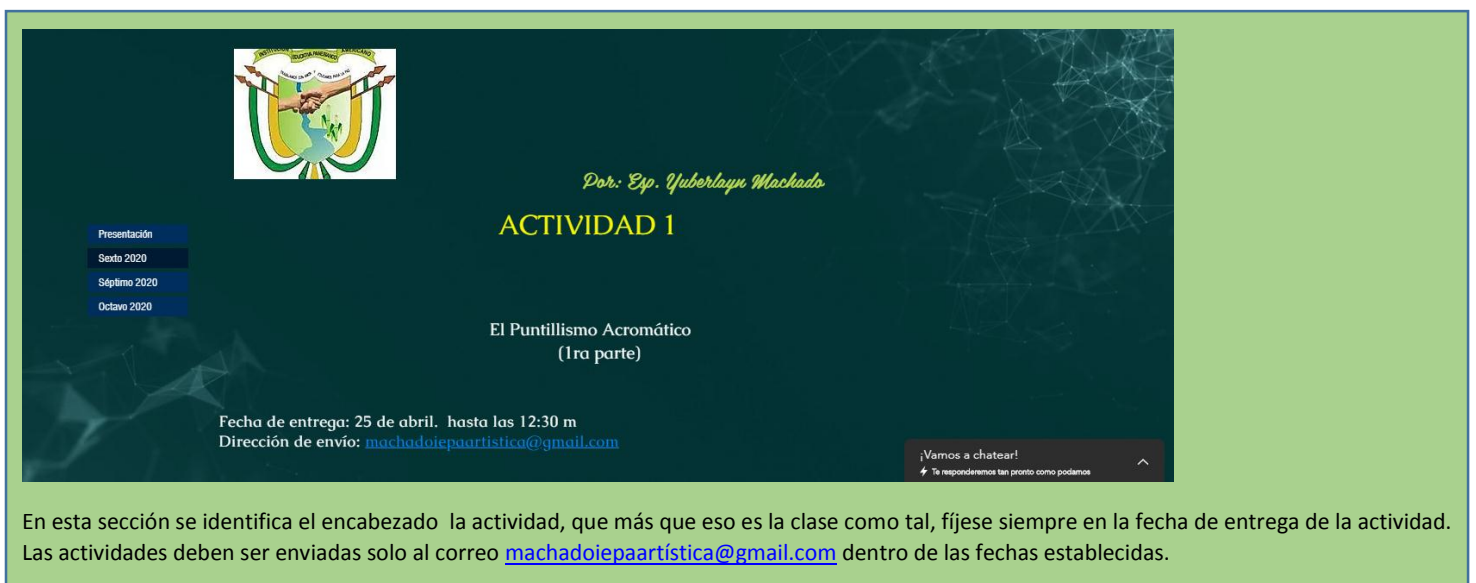 INSTITUCIÓN EDUCATIVA PANAMERICANO
Por: Esp. Yuberlayn Machado
ACTIVIDAD 1
Presentación
Sexto 2020
Séptimo 2020
Octavo 2020
El Puntillismo Acromático
(1ra parte)
Fecha de entrega: 25 de abril. hasta las 12:30 m
Dirección de envío: machadoiepaartistica@gmail.com
¡Vamos a chatear!
Te responderemos tan pronto como podamos
En esta sección se identifica el encabezado la actividad, que más que eso es la clase como tal, fíjese siempre en la fecha de entrega de la actividad.
Las actividades deben ser enviadas solo al correo machadoiepaartística@gmail.com dentro de las fechas establecidas.